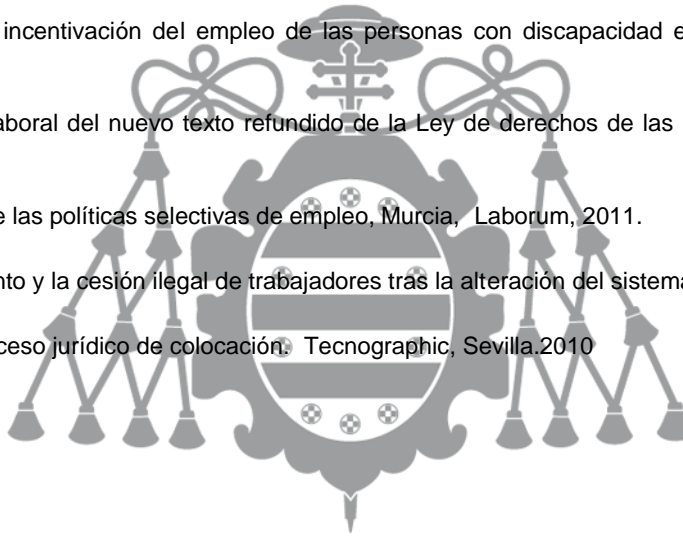 incentivación del empleo de las personas con discapacidad e
aboral del nuevo texto refundido de la Ley de derechos de las
e las políticas selectivas de empleo, Murcia, Laborum, 2011.
nto y la cesión ilegal de trabajadores tras la alteración del sistema
ceso jurídico de colocación. Tecnographic, Sevilla.2010